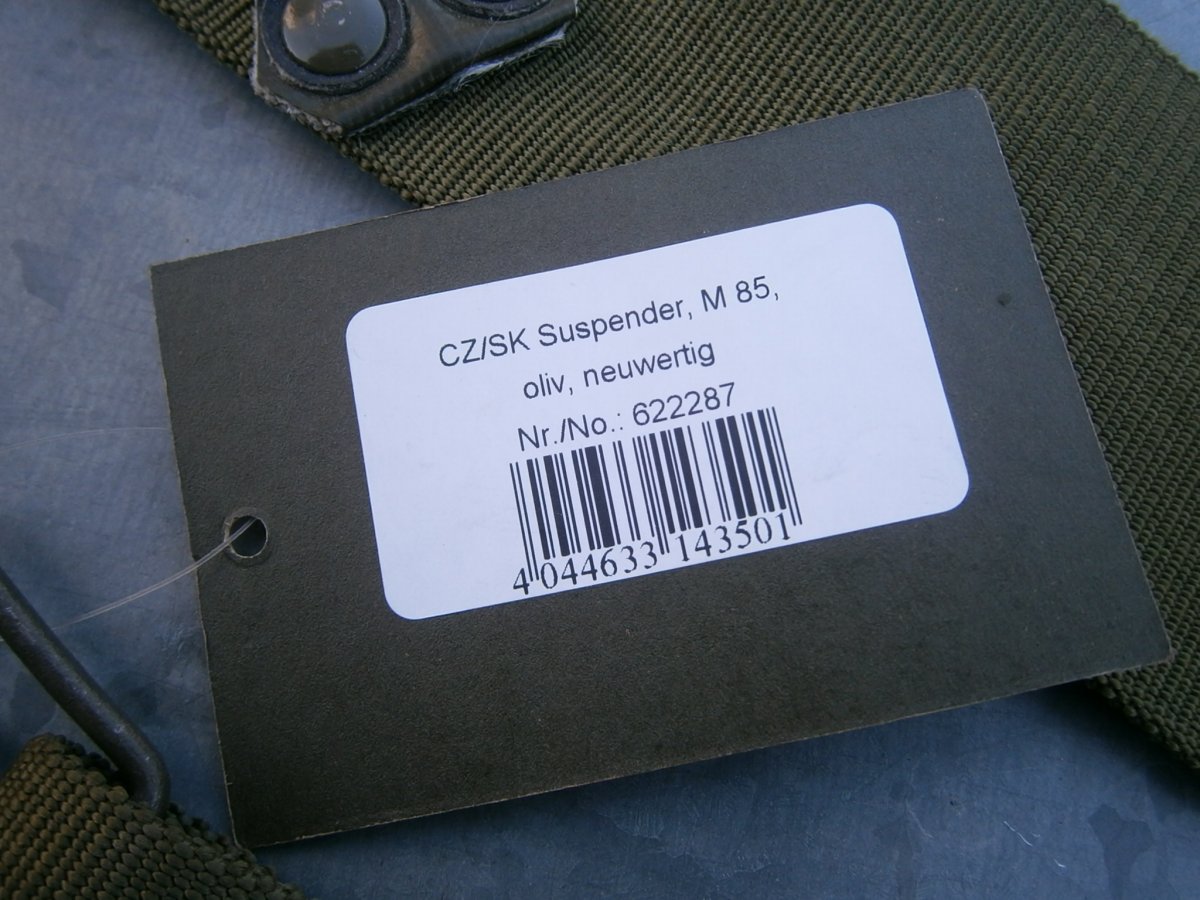 CZ/SK Suspender, M 85,
oliv, neuwertig
Nr./No.: 622287
4 044633 143501